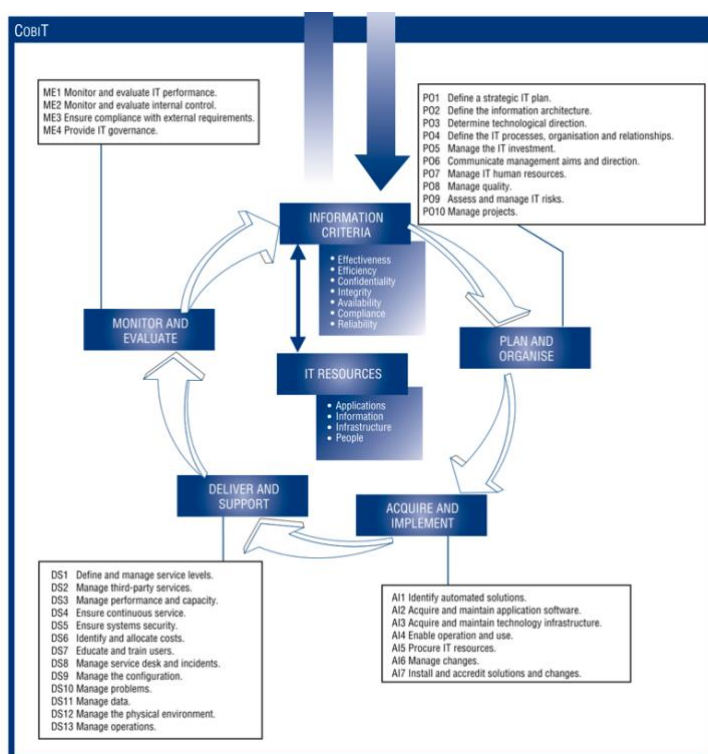 COBIT
ME1 Monitor and evaluate IT performance.
ME2 Monitor and evaluate internal control.
ME3 Ensure compliance with external requirements.
ME4 Provide IT governance.
PO1 Define a strategic IT plan.
PO2 Define the information architecture.
PO3 Determine technological direction.
PO4 Define the IT processes, organisation and relationships.
PO5 Manage the IT investment.
PO6 Communicate management aims and direction.
PO7 Manage IT human resources.
PO8 Manage quality.
PO9 Assess and manage IT risks.
PO10 Manage projects.
INFORMATION
CRITERIA
• Effectiveness
• Efficiency
• Confidentiality
• Integrity
• Availability
• Compliance
• Reliability
MONITOR AND
EVALUATE
PLAN AND
ORGANISE
IT RESOURCES
• Applications
• Information
• Infrastructure
• People
DELIVER AND
SUPPORT
ACQUIRE AND
IMPLEMENT
DS1 Define and manage service levels.
DS2 Manage third-party services.
DS3 Manage performance and capacity.
DS4 Ensure continuous service.
DS5 Ensure systems security.
DS6 Identify and allocate costs.
DS7 Educate and train users.
DS8 Manage service desk and incidents.
DS9 Manage the configuration.
DS10 Manage problems.
DS11 Manage data.
DS12 Manage the physical environment.
DS13 Manage operations.
AI1 Identify automated solutions.
AI2 Acquire and maintain application software.
AI3 Acquire and maintain technology infrastructure.
AI4 Enable operation and use.
AI5 Procure IT resources.
AI6 Manage changes.
AI7 Install and accredit solutions and changes.